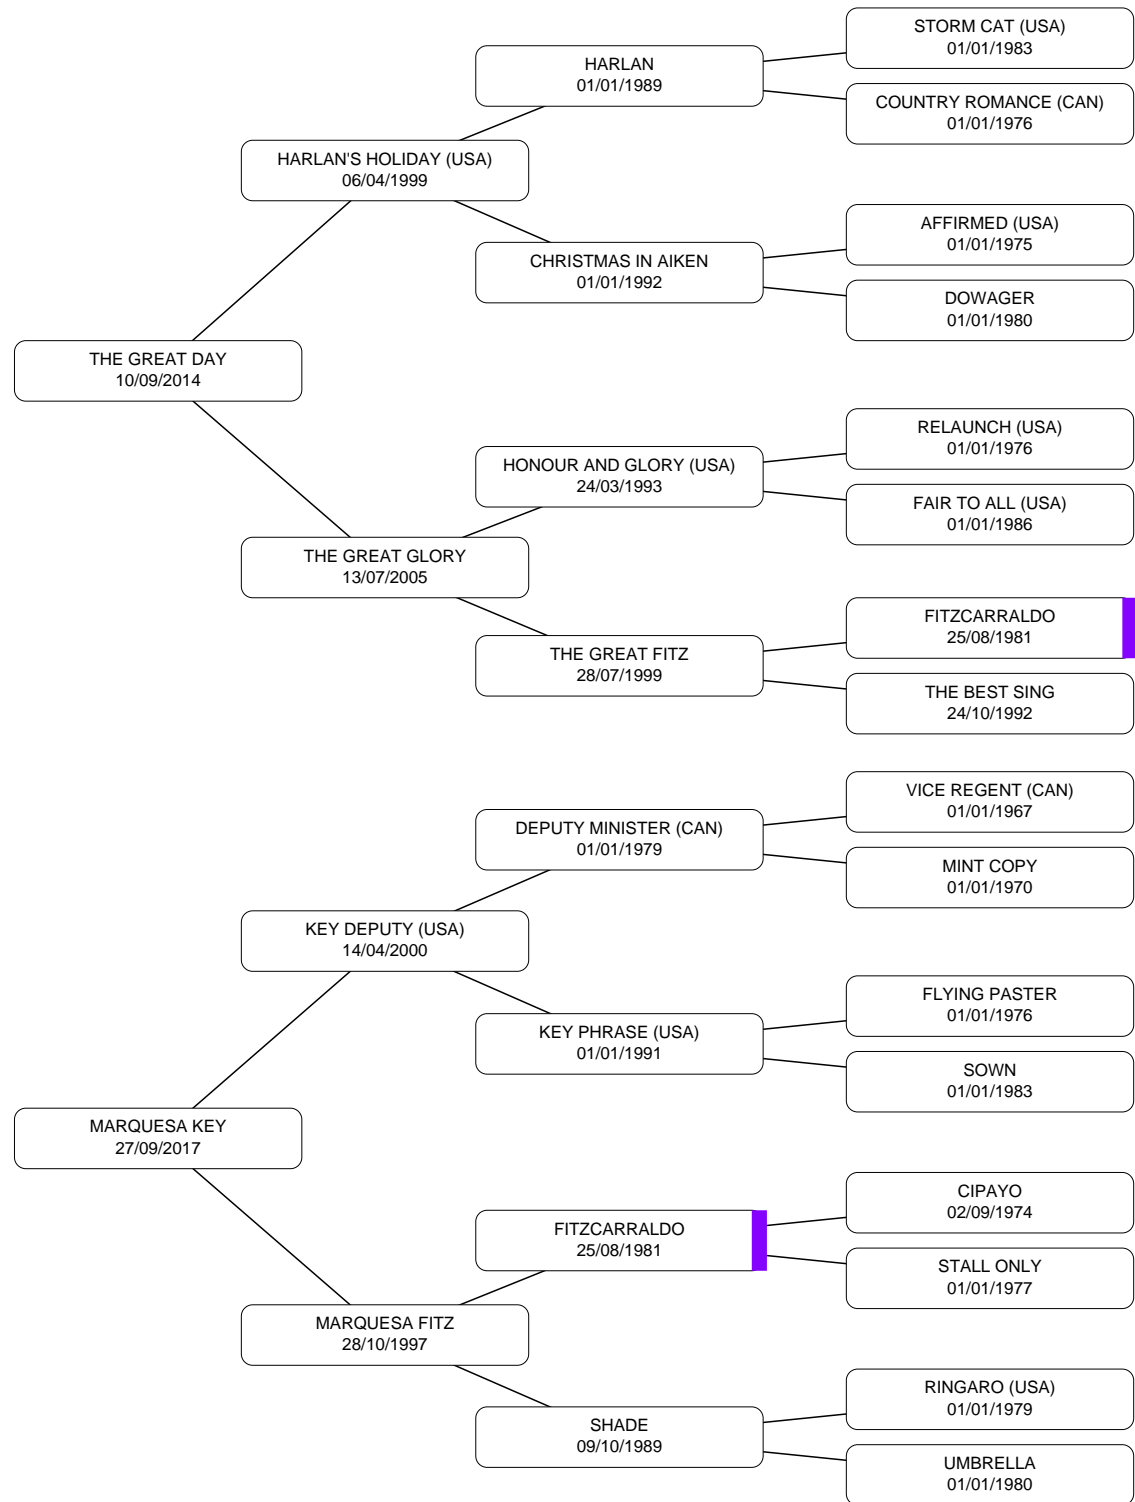 STORM CAT (USA)
01/01/1983
HARLAN
01/01/1989
COUNTRY ROMANCE (CAN)
01/01/1976
HARLAN'S HOLIDAY (USA)
06/04/1999
AFFIRMED (USA)
01/01/1975
CHRISTMAS IN AIKEN
01/01/1992
DOWAGER
01/01/1980
THE GREAT DAY
10/09/2014
RELAUNCH (USA)
01/01/1976
HONOUR AND GLORY (USA)
24/03/1993
FAIR TO ALL (USA)
01/01/1986
THE GREAT GLORY
13/07/2005
FITZCARRALDO
25/08/1981
THE GREAT FITZ
28/07/1999
THE BEST SING
24/10/1992
VICE REGENT (CAN)
01/01/1967
DEPUTY MINISTER (CAN)
01/01/1979
MINT COPY
01/01/1970
KEY DEPUTY (USA)
14/04/2000
FLYING PASTER
01/01/1976
KEY PHRASE (USA)
01/01/1991
SOWN
01/01/1983
MARQUESA KEY
27/09/2017
CIPAYO
02/09/1974
FITZCARRALDO
25/08/1981
STALL ONLY
01/01/1977
MARQUESA FITZ
28/10/1997
RINGARO (USA)
01/01/1979
SHADE
09/10/1989
UMBRELLA
01/01/1980